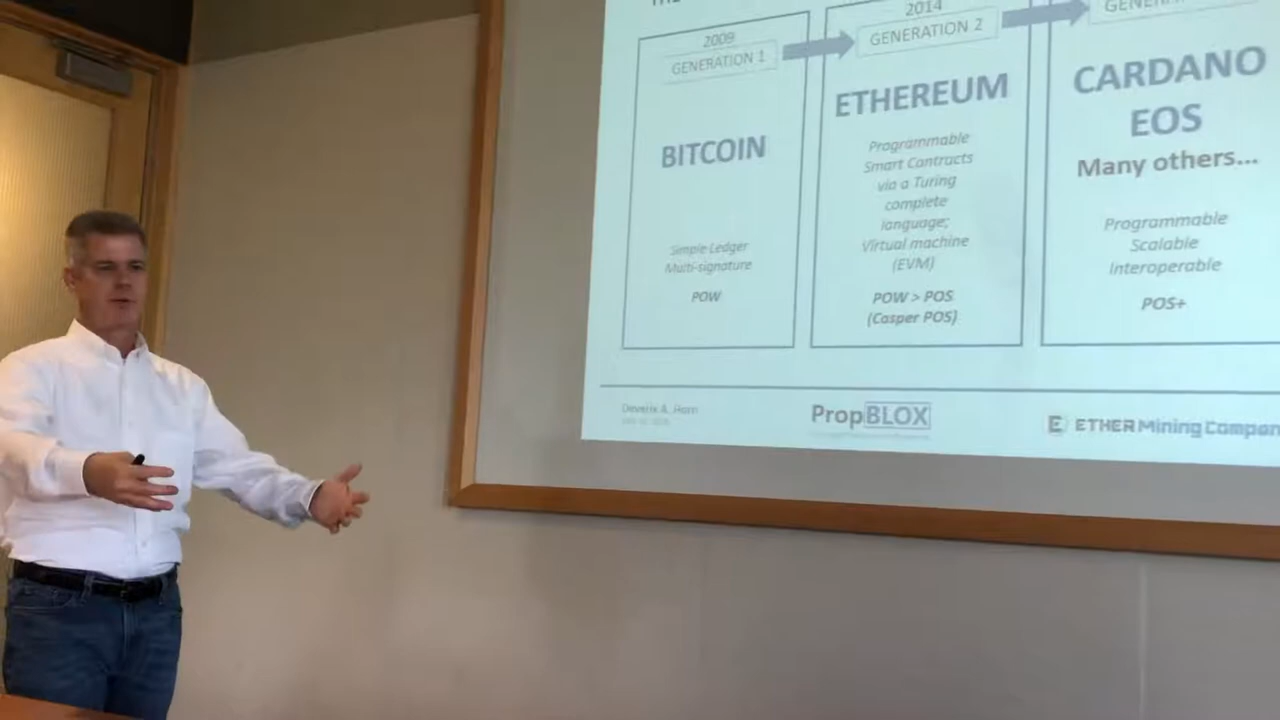 THE
2009
GENERATION 1
BITCOIN
Simple Ledger
Multi-signature
POW
2014
GENERATION 2
ETHEREUM
Programmable
Smart Contracts
via a Turing
complete
language;
Virtual machine
(EVM)
POW > POS
(Casper POS)
CARDANO
EOS
Many others...
Programmable
Scalable
Interoperable
POS+
PropBLOX
ETHER Mining Compan